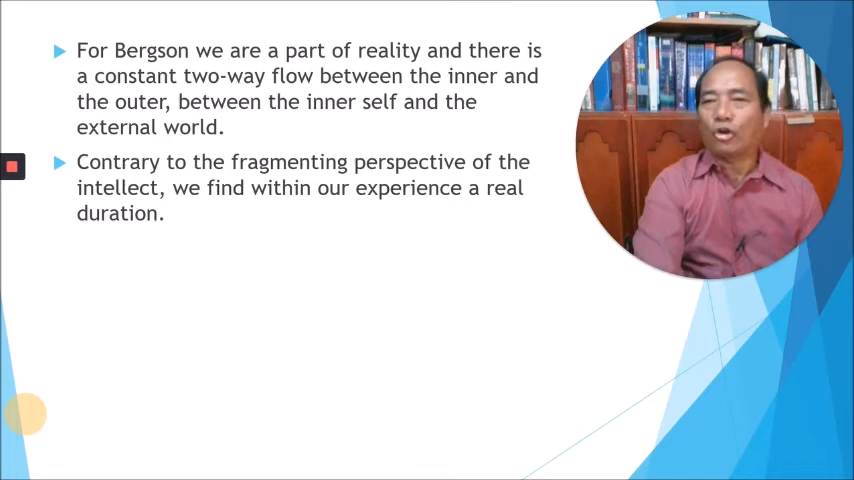 For Bergson we are a part of reality and there is
a constant two-way flow between the inner and
the outer, between the inner self and the
external world.
Contrary to the fragmenting perspective of the
intellect, we find within our experience a real
duration.